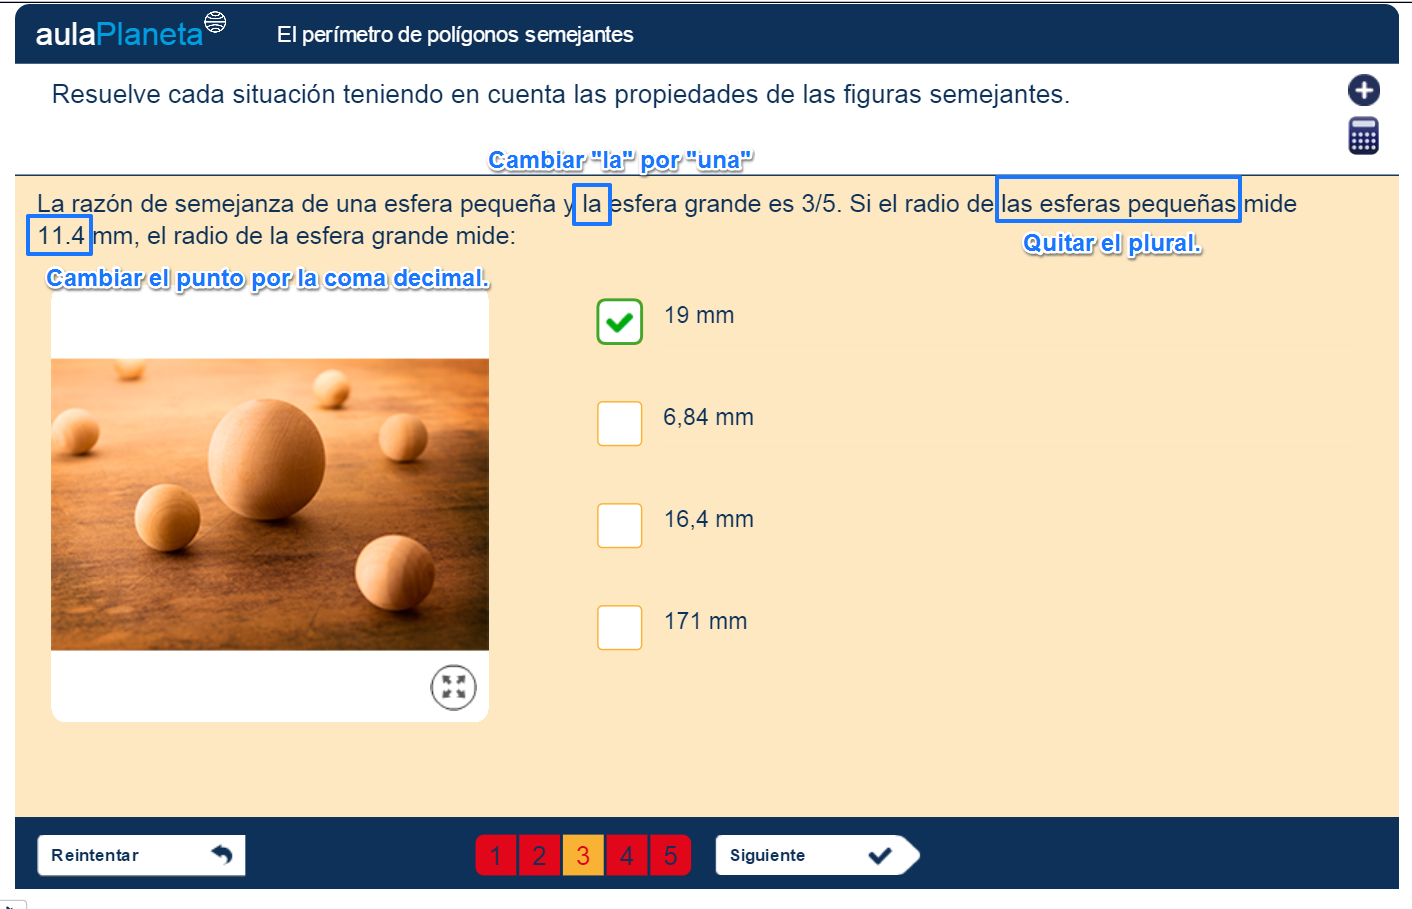 aulaPlaneta
El perímetro de polígonos semejantes
Resuelve cada situación teniendo en cuenta las propiedades de las figuras semejantes.
Cambiar "la" por "una"
La razón de semejanza de una esfera pequeña y la esfera grande es 3/5. Si el radio de las esferas pequeñas mide
11.4 mm, el radio de la esfera grande mide:
Quitar el plural.
Cambiar el punto por la coma decimal.
19 mm
6,84 mm
16,4 mm
171 mm
Reintentar
1 2 3 4 5
Siguiente